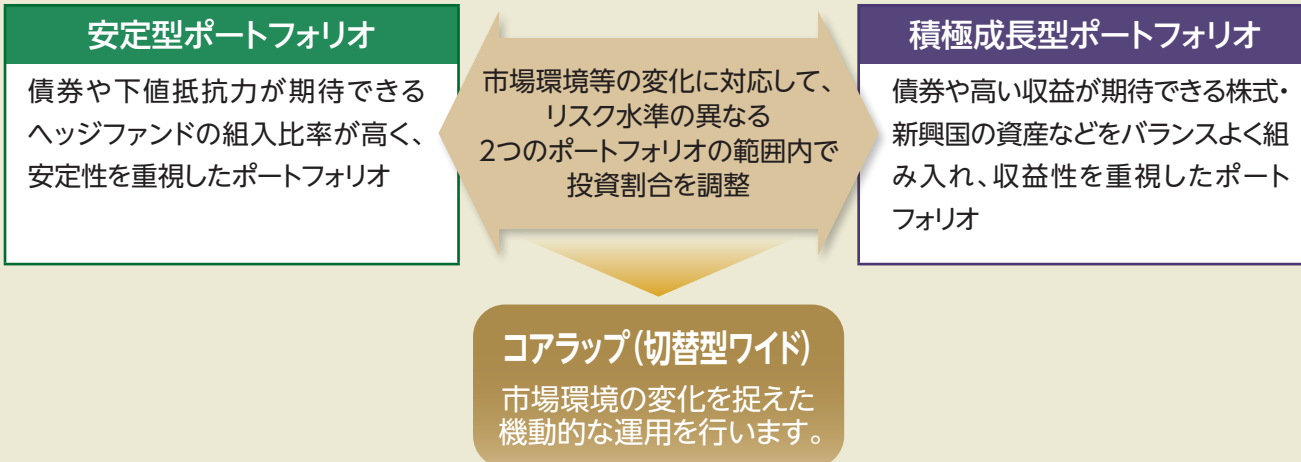 安定型ポートフォリオ
債券や下値抵抗力が期待できる
ヘッジファンドの組入比率が高く、
安定性を重視したポートフォリオ
市場環境等の変化に対応して、
リスク水準の異なる
2つのポートフォリオの範囲内で
投資割合を調整
積極成長型ポートフォリオ
債券や高い収益が期待できる株式・
新興国の資産などをバランスよく組
み入れ、収益性を重視したポート
フォリオ
コアラップ(切替型ワイド)
市場環境の変化を捉えた
機動的な運用を行います。